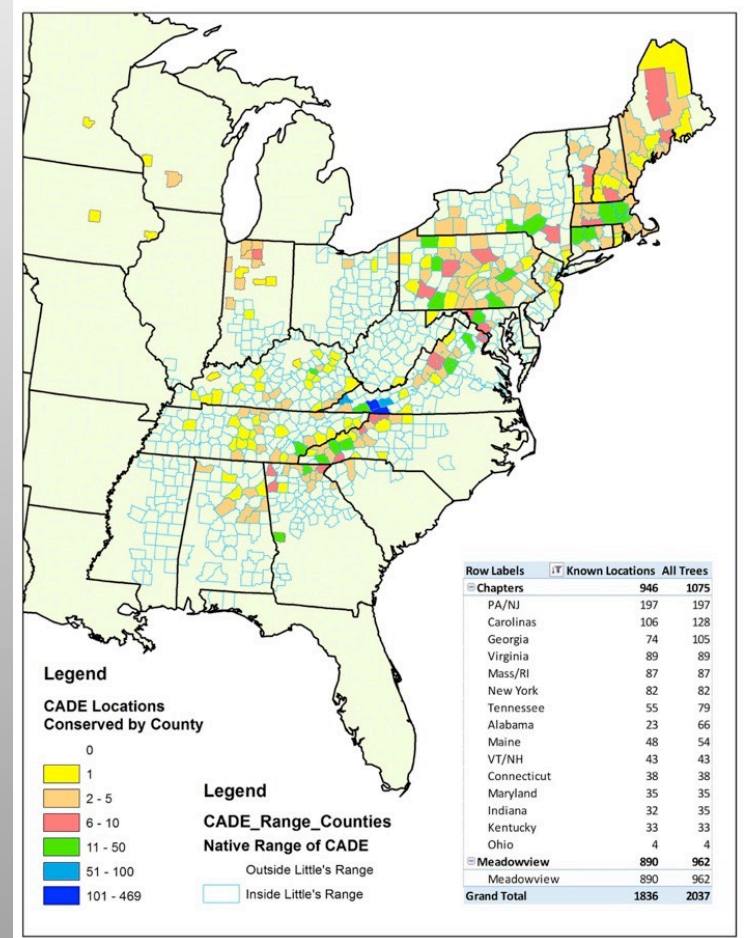 Row Labels Known Locations All Trees
Chapters 946 1075
PA/NJ 197 197
Carolinas 106 128
Georgia 74 105
Virginia 89 89
Mass/RI 87 87
New York 82 82
Tennessee 55 79
Alabama 23 66
Maine 48 54
VT/NH 43 43
Connecticut 38 38
Maryland 35 35
Indiana 32 35
Kentucky 33 33
Ohio 4 4
Meadowview 890 962
Meadowview 890 962
Grand Total 1836 2037
Legend
CADE Locations
Conserved by County
0
1
2 - 5
6 - 10
11 - 50
51 - 100
101 - 469
Legend
CADE_Range_Counties
Native Range of CADE
Outside Little's Range
Inside Little's Range